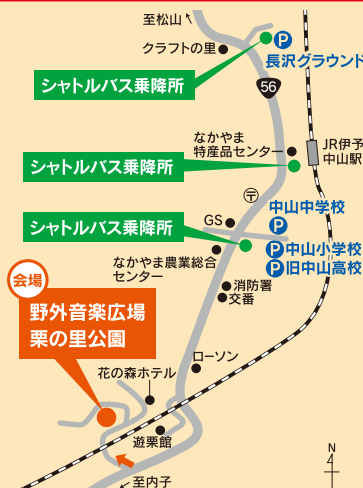 至松山
クラフトの里
P
長沢グラウンド
シャトルバス乗降所
56
なかやま
特産品センター
JR伊予
中山駅
シャトルバス乗降所
〒
中山中学校
P
GS
シャトルバス乗降所
P中山小学校
P旧中山高校
なかやま農業総合
センター
消防署
交番
会場
野外音楽広場
栗の里公園
ローソン
花の森ホテル
遊栗館
N
4
至内子